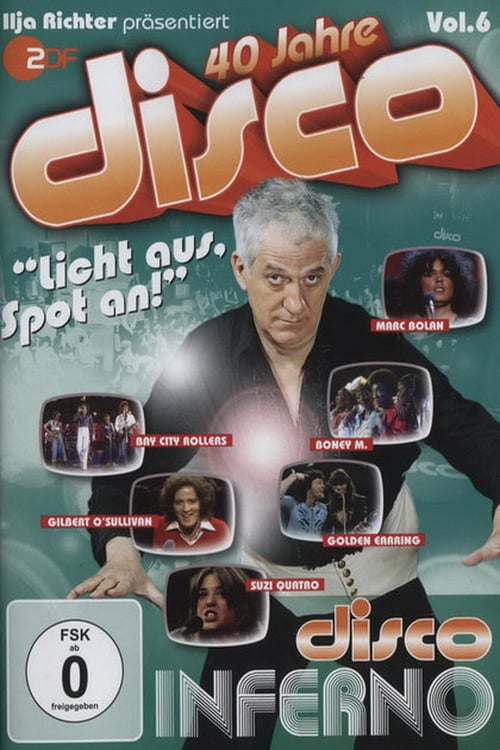 Ilja Richter präsentiert
Vol.6
2DF
40 Jahre
disco
"Licht aus,
Spot an!"
disco
MARC BOLAN
BAY CITY ROLLERS
BONEY M.
GILBERT O'SULLIVAN
GOLDEN EARRING
SUZI QUATRO
FSK
ab
0
freigegeben
disco
INFERNO